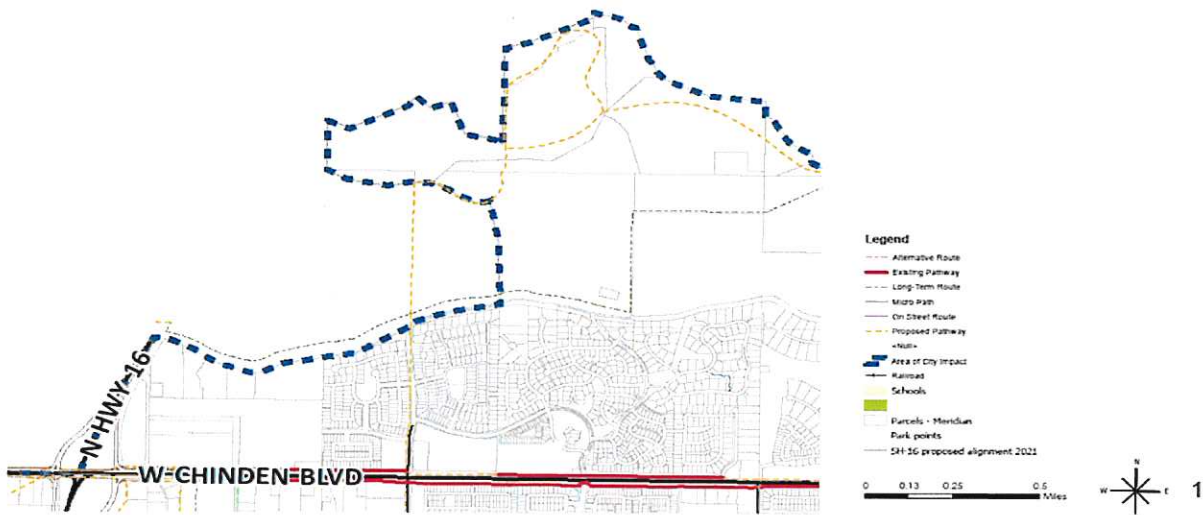 N HWY 16
W CHINDEN BLVD
Legend
Alternative Route
Existing Pathway
Long-Term Route
Micro Path
On Street Route
Proposed Pathway
<Null>
Area of City Impact
Railroad
Schools
Parcels - Meridian
Park points
SH-16 proposed alignment 2021
0 0.13 0.25 0.5
Miles
N
W E
S
1